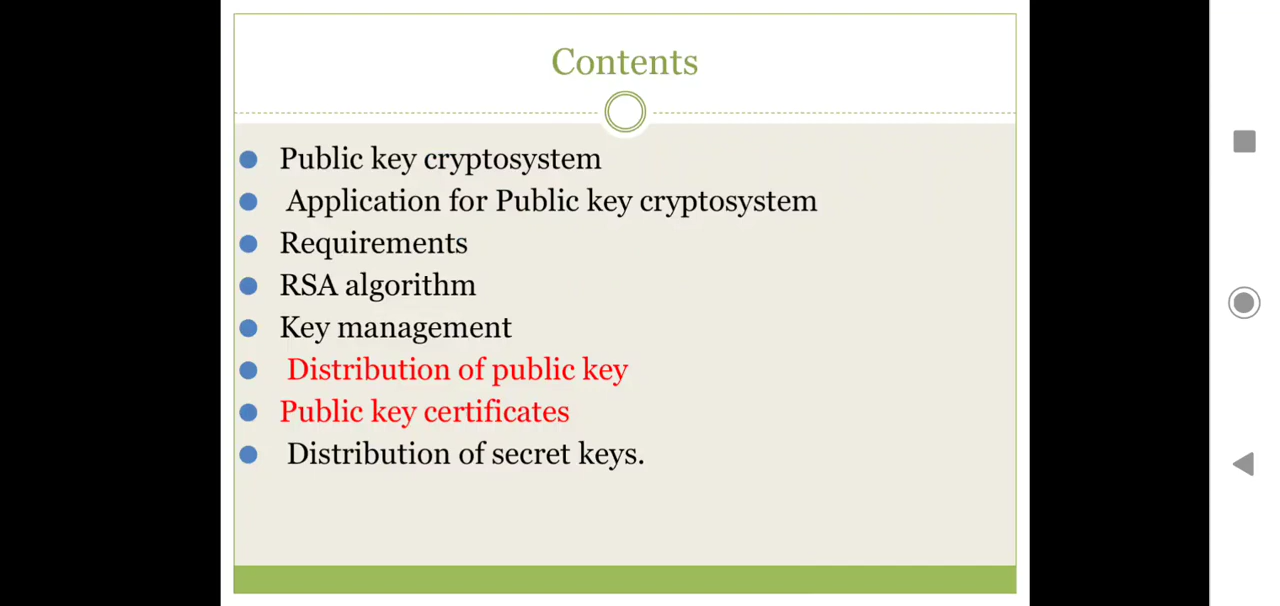 Contents
Public key cryptosystem
Application for Public key cryptosystem
Requirements
RSA algorithm
Key management
Distribution of public key
Public key certificates
Distribution of secret keys.